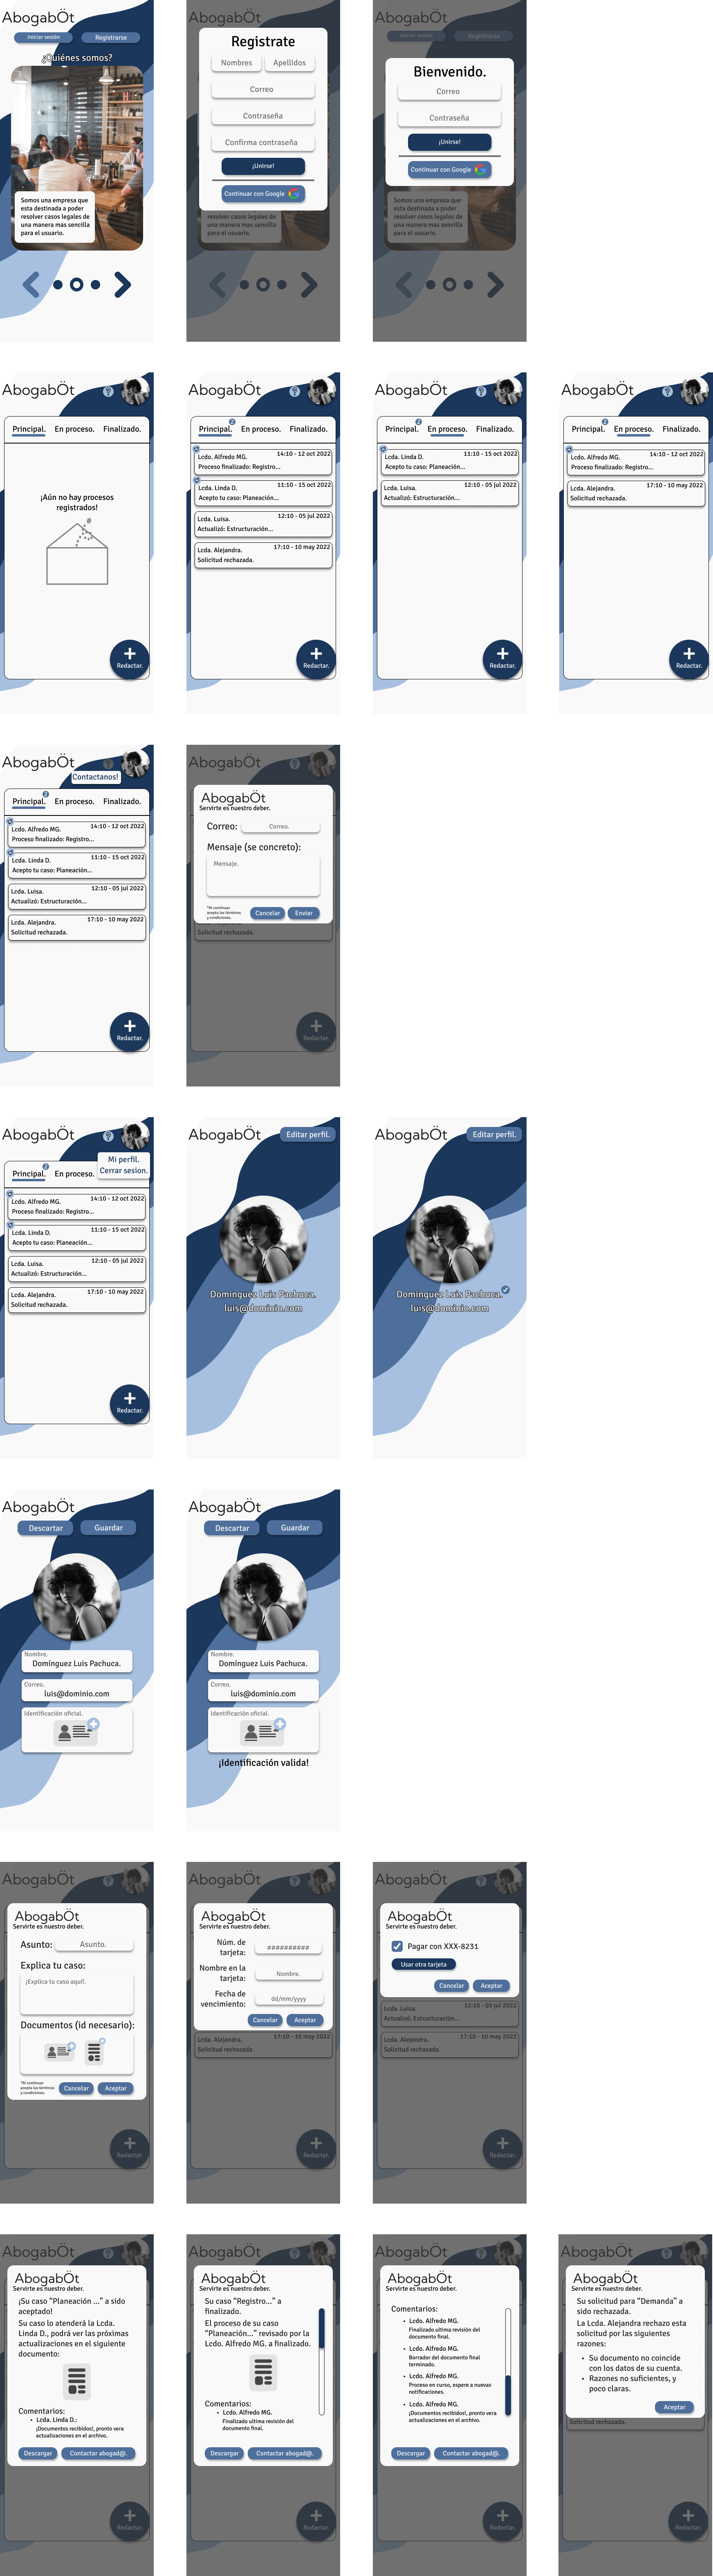 AbogabÖt
Iniciar sesión
Registrarse
¿Quiénes somos?
Somos una empresa que
esta destinada a poder
resolver casos legales de
una manera mas sencilla
para el usuario.
AbogabÖt
Registrate
Nombres
Apellidos
Correo
Contraseña
Confirma contraseña
¡Unirse!
Continuar con Google
resolver casos legales de
una manera mas sencilla
para el usuario.
AbogabÖt
Iniciar sesión
Registrarse
Bienvenido.
Correo
Contraseña
¡Unirse!
Continuar con Google
Somos una empresa que
esta destinada a poder
resolver casos legales de
una manera mas sencilla
para el usuario.
AbogabÖt
?
Principal.
En proceso.
Finalizado.
¡Aún no hay procesos
registrados!
+
Redactar.
AbogabÖt
?
2
Principal.
En proceso.
Finalizado.
14:10 - 12 oct 2022
Lcdo. Alfredo MG.
Proceso finalizado: Registro...
11:10 - 15 oct 2022
Lcda. Linda D.
Acepto tu caso: Planeación...
12:10 - 05 jul 2022
Lcda. Luisa.
Actualizó: Estructuración...
17:10 - 10 may 2022
Lcda. Alejandra.
Solicitud rechazada.
+
Redactar.
AbogabÖt
?
2
Principal.
En proceso.
Finalizado.
11:10 - 15 oct 2022
Lcda. Linda D.
Acepto tu caso: Planeación...
12:10 - 05 jul 2022
Lcda. Luisa.
Actualizó: Estructuración...
+
Redactar.
AbogabÖt
?
2
Principal.
En proceso.
Finalizado.
14:10 - 12 oct 2022
Lcdo. Alfredo MG.
Proceso finalizado: Registro...
17:10 - 10 may 2022
Lcda. Alejandra.
Solicitud rechazada.
+
Redactar.
AbogabÖt
Contactanos!
2
Principal.
En proceso.
Finalizado.
14:10 - 12 oct 2022
Lcdo. Alfredo MG.
Proceso finalizado: Registro...
11:10 - 15 oct 2022
Lcda. Linda D.
Acepto tu caso: Planeación...
12:10 - 05 jul 2022
Lcda. Luisa.
Actualizó: Estructuración...
17:10 - 10 may 2022
Lcda. Alejandra.
Solicitud rechazada.
+
Redactar.
AbogabÖt
?
AbogabÖt
Servirte es nuestro deber.
Correo:
Correo.
Mensaje (se concreto):
Mensaje.
*Al continuar
acepta los términos
y condiciones.
Cancelar
Enviar
Solicitud rechazada.
+
Redactar.
AbogabÖt
?
Mi perfil.
Cerrar sesion.
2
Principal.
En proceso.
14:10 - 12 oct 2022
Lcdo. Alfredo MG.
Proceso finalizado: Registro...
11:10 - 15 oct 2022
Lcda. Linda D.
Acepto tu caso: Planeación...
12:10 - 05 jul 2022
Lcda. Luisa.
Actualizó: Estructuración...
17:10 - 10 may 2022
Lcda. Alejandra.
Solicitud rechazada.
+
Redactar.
AbogabÖt
Editar perfil.
Domínguez Luis Pachuca.
luis@dominio.com
AbogabÖt
Editar perfil.
Domínguez Luis Pachuca.
luis@dominio.com
AbogabÖt
Descartar
Guardar
Nombre.
Domínguez Luis Pachuca.
Correo.
luis@dominio.com
Identificación oficial.
AbogabÖt
Descartar
Guardar
Nombre.
Domínguez Luis Pachuca.
Correo.
luis@dominio.com
Identificación oficial.
¡Identificación valida!
AbogabÖt
?
AbogabÖt
Servirte es nuestro deber.
Asunto:
Asunto.
Explica tu caso:
¡Explica tu caso aquí!.
Documentos (id necesario):
*Al continuar
acepta los términos
y condiciones.
Cancelar
Aceptar
+
Redactar.
AbogabÖt
?
AbogabÖt
Servirte es nuestro deber.
Núm. de
tarjeta:
##########
Nombre en la
tarjeta:
Nombre.
Fecha de
vencimiento:
dd/mm/yyyy
Cancelar
Aceptar
17:10 - 10 may 2022
Lcda. Alejandra.
Solicitud rechazada.
+
Redactar.
AbogabÖt
?
AbogabÖt
Servirte es nuestro deber.
Pagar con XXX-8231
Usar otra tarjeta
Cancelar
Aceptar
12:10 - 05 jul 2022
Lcda. Luisa.
Actualizó: Estructuración...
17:10 - 10 may 2022
Lcda. Alejandra.
Solicitud rechazada.
+
Redactar.
AbogabÖt
?
AbogabÖt
Servirte es nuestro deber.
¡Su caso "Planeación ..." a sido
aceptado!
Su caso lo atenderá la Lcda.
Linda D., podrá ver las próximas
actualizaciones en el siguiente
documento:
Comentarios:
• Lcda. Linda D.:
¡Documentos recibidos!, pronto vera
actualizaciones en el archivo.
Descargar
Contactar abogad@.
+
Redactar.
AbogabÖt
?
AbogabÖt
Servirte es nuestro deber.
Su caso "Registro..." a
finalizado.
El proceso de su caso
"Planeación..." revisado por la
Lcdo. Alfredo MG. a finalizado.
Comentarios:
• Lcdo. Alfredo MG.
Finalizado ultima revisión del
documento final.
Descargar
Contactar abogad@.
+
Redactar.
AbogabÖt
?
AbogabÖt
Servirte es nuestro deber.
Comentarios:
• Lcdo. Alfredo MG.
Finalizado ultima revisión del
documento final.
• Lcdo. Alfredo MG.
Borrador del documento final
terminado.
• Lcdo. Alfredo MG.
Proceso en curso, espere a nuevas
notificaciones.
• Lcdo. Alfredo MG.
¡Documentos recibidos!, pronto vera
actualizaciones en el archivo.
Descargar
Contactar abogad@.
+
Redactar.
AbogabÖt
?
AbogabÖt
Servirte es nuestro deber.
Su solicitud para "Demanda" a
sido rechazada.
La Lcda. Alejandra rechazo esta
solicitud por las siguientes
razones:
• Su documento no coincide
con los datos de su cuenta.
• Razones no suficientes, y
poco claras.
Aceptar
Solicitud rechazada.
+
Redactar.